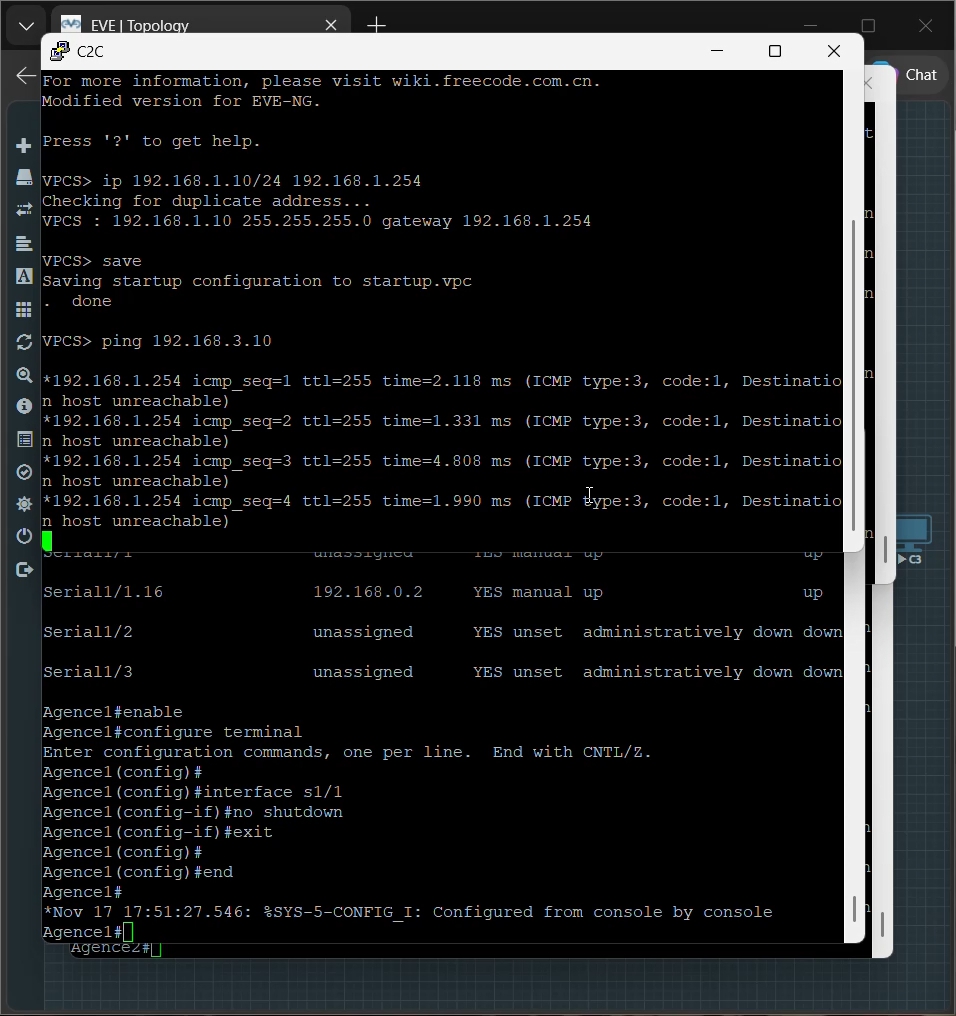 EVE | Topology
C2C
Chat
For more information, please visit wiki.freecode.com.cn.
Modified version for EVE-NG.
Press '?' to get help.
VPCS> ip 192.168.1.10/24 192.168.1.254
Checking for duplicate address...
VPCS : 192.168.1.10 255.255.255.0 gateway 192.168.1.254
VPCS> save
Saving startup configuration to startup.vpc
.  done
VPCS> ping 192.168.3.10
*192.168.1.254 icmp_seq=1 ttl=255 time=2.118 ms (ICMP type:3, code:1, Destinatio
n host unreachable)
*192.168.1.254 icmp_seq=2 ttl=255 time=1.331 ms (ICMP type:3, code:1, Destinatio
n host unreachable)
*192.168.1.254 icmp_seq=3 ttl=255 time=4.808 ms (ICMP type:3, code:1, Destinatio
n host unreachable)
*192.168.1.254 icmp_seq=4 ttl=255 time=1.990 ms (ICMP type:3, code:1, Destinatio
n host unreachable)
C3
Serial1/1 unassigned YES manual up up
Serial1/1.16 192.168.0.2 YES manual up up
Serial1/2 unassigned YES unset administratively down down
Serial1/3 unassigned YES unset administratively down down
Agence1#enable
Agence1#configure terminal
Enter configuration commands, one per line.  End with CNTL/Z.
Agence1(config)#
Agence1(config)#interface s1/1
Agence1(config-if)#no shutdown
Agence1(config-if)#exit
Agence1(config)#
Agence1(config)#end
Agence1#
*Nov 17 17:51:27.546: %SYS-5-CONFIG_I: Configured from console by console
Agence1#
Agence2#